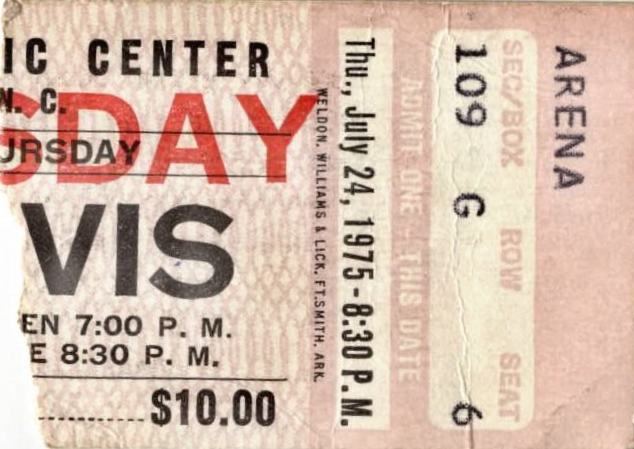 IC CENTER
N. C.
SDAY
URSDAY
VIS
EN 7:00 P. M.
E 8:30 P. M.
$10.00
WELDON, WILLIAMS & LICK, FT.SMITH, ARK.
Thu., July 24, 1975 - 8:30 P.M.
ADMIT ONE - THIS DATE
109 G 6
SEC/BOX ROW SEAT
ARENA